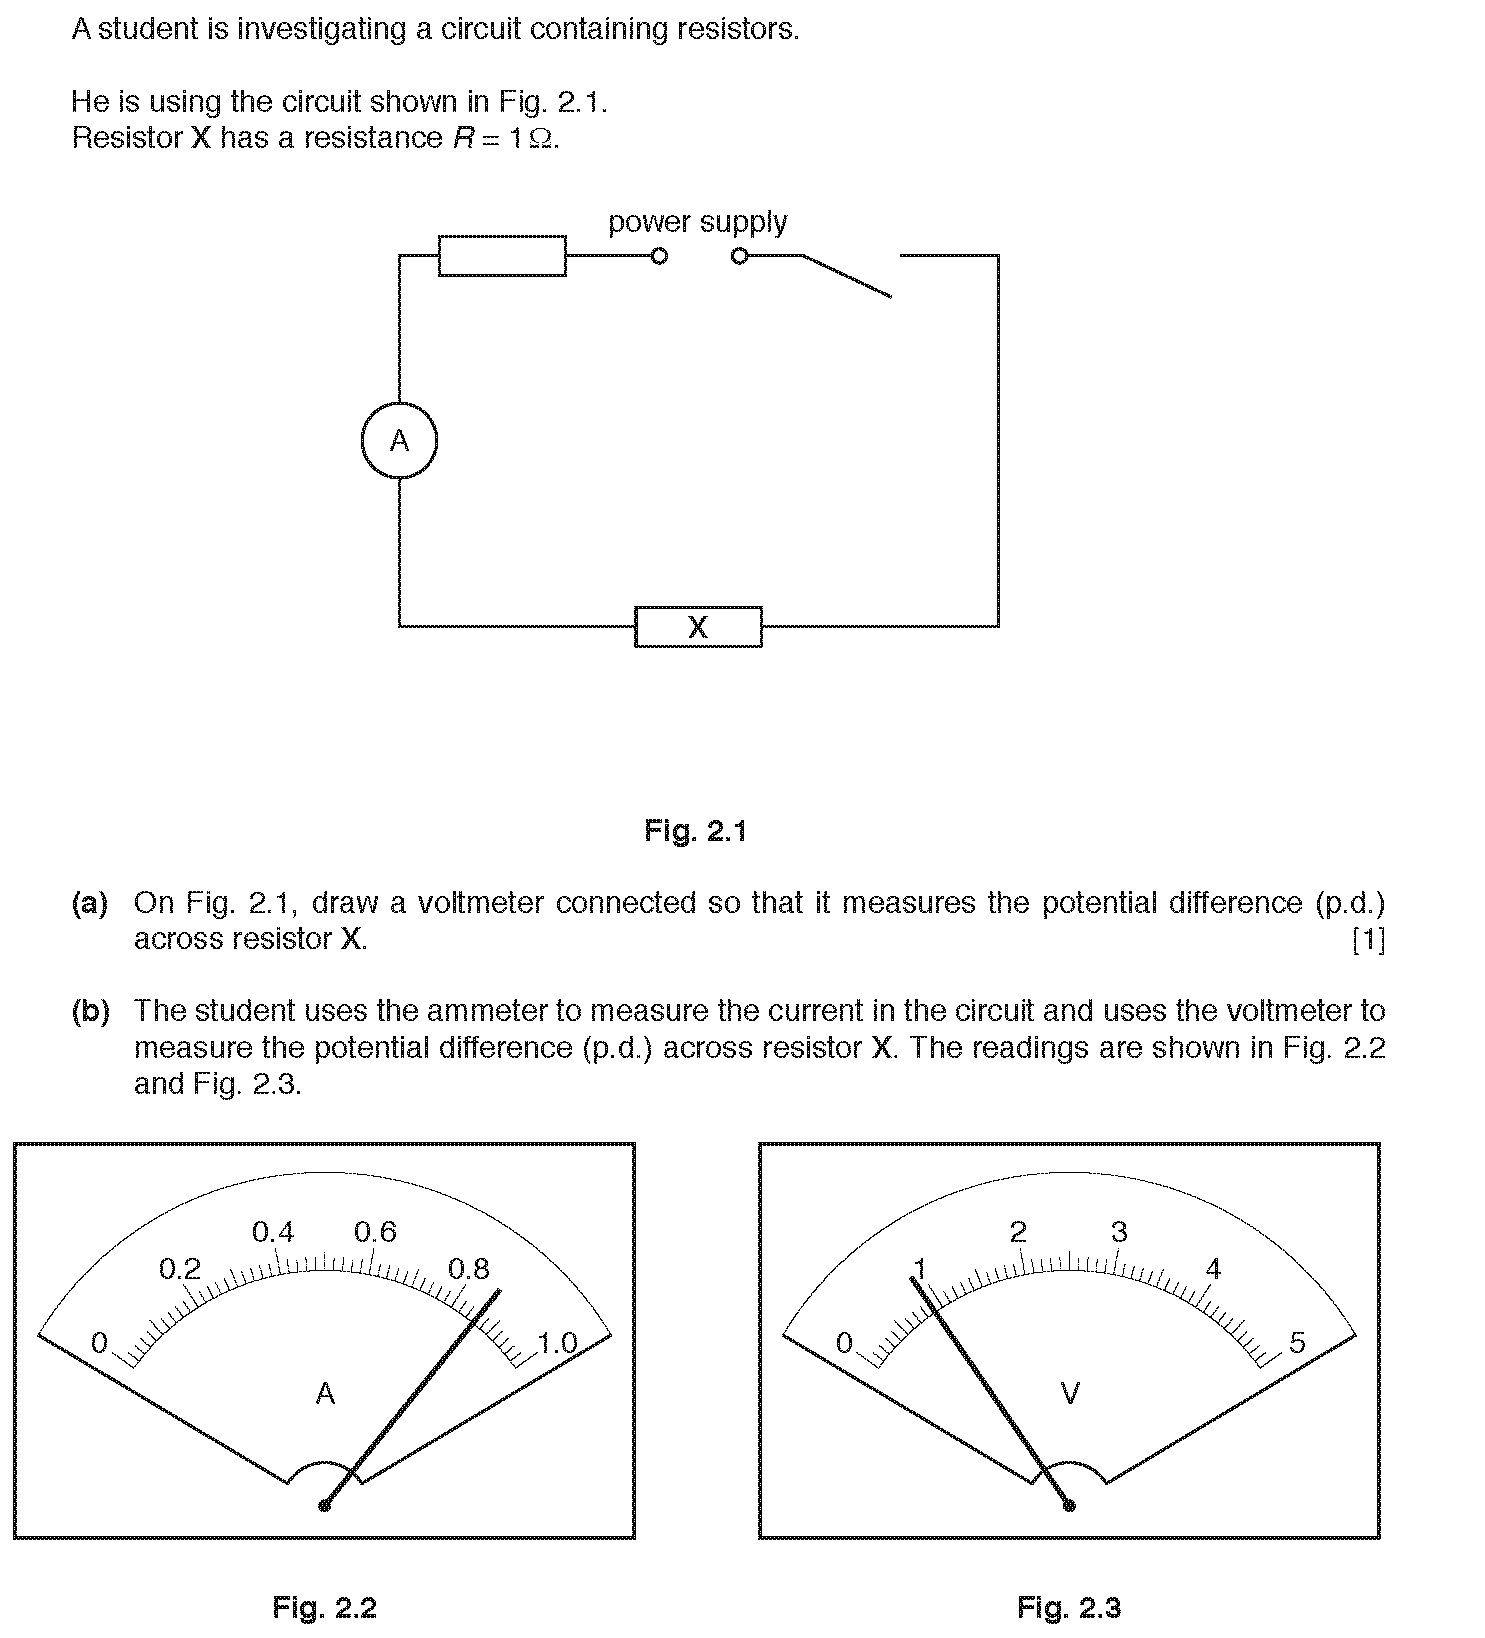 A student is investigating a circuit containing resistors.
He is using the circuit shown in Fig. 2.1.
Resistor X has a resistance R = 1 Ω.
power supply
A
X
Fig. 2.1
(a) On Fig. 2.1, draw a voltmeter connected so that it measures the potential difference (p.d.)
across resistor X. [1]
(b) The student uses the ammeter to measure the current in the circuit and uses the voltmeter to
measure the potential difference (p.d.) across resistor X. The readings are shown in Fig. 2.2
and Fig. 2.3.
0 0.2 0.4 0.6 0.8 1.0
A
0 1 2 3 4 5
V
Fig. 2.2
Fig. 2.3